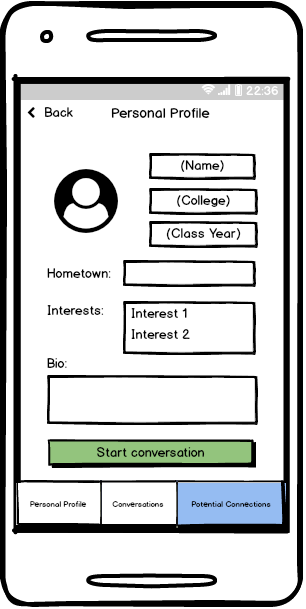 22:36
Back Personal Profile
(Name)
(College)
(Class Year)
Hometown:
Interests:
Interest 1
Interest 2
Bio:
Start conversation
Personal Profile Conversations Potential Connections